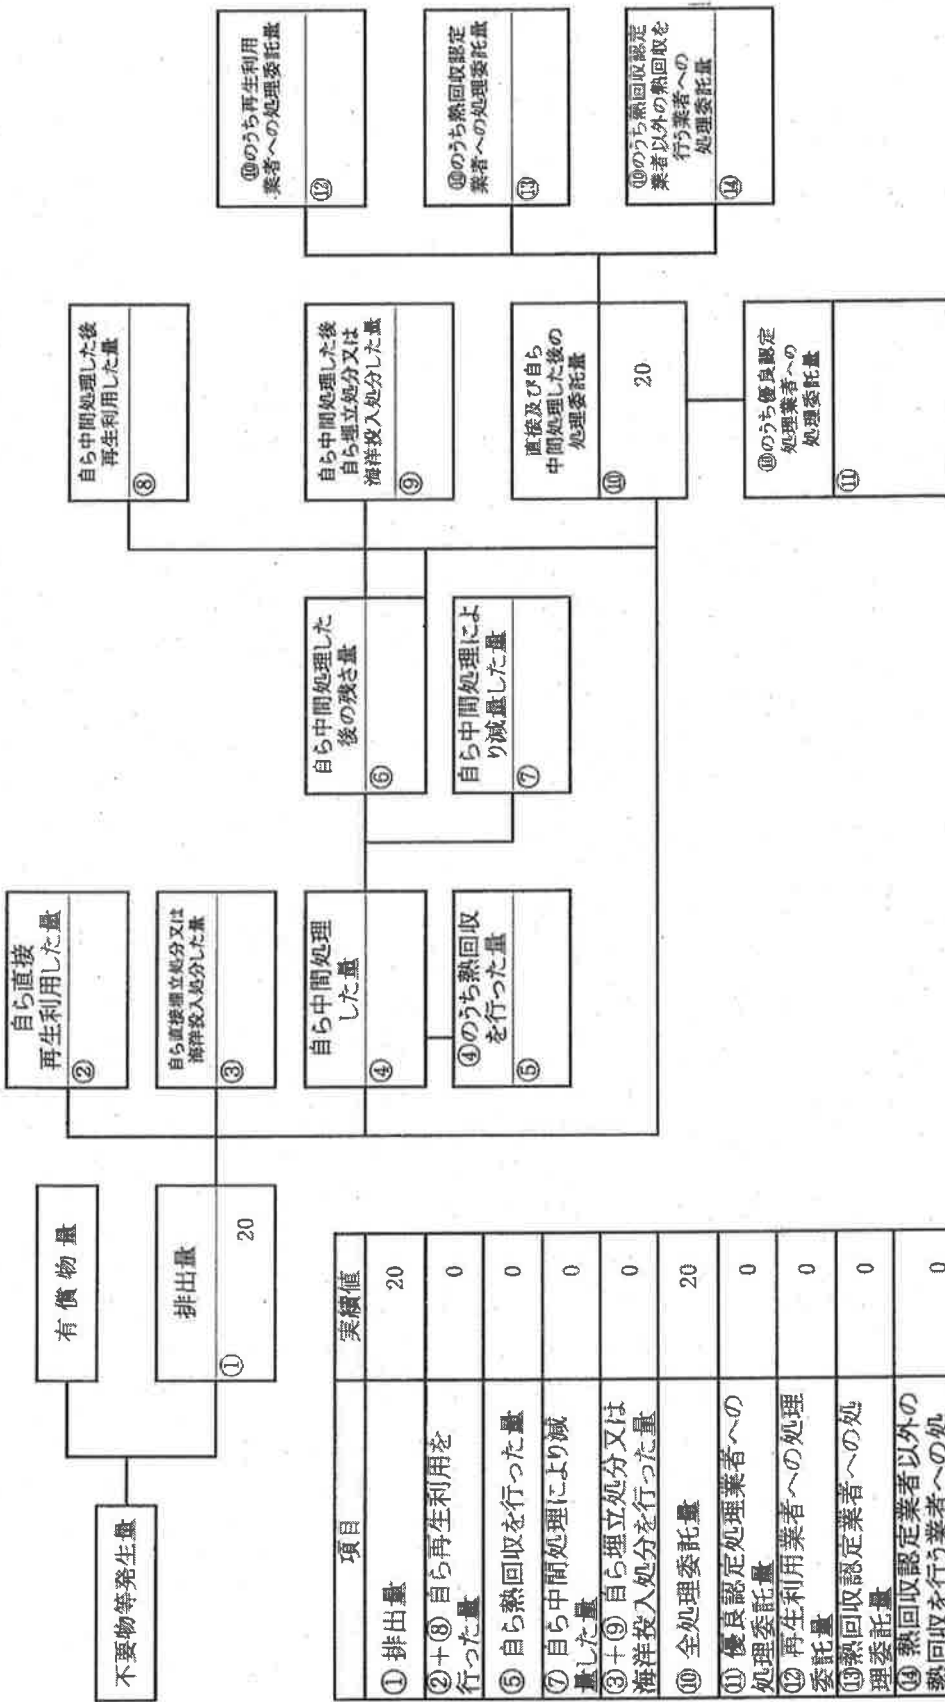 不要物等発生量
有償物量
排出量
①
20
自ら直接
再生利用した量
②
自ら直接埋立処分又は
海洋投入処分した量
③
自ら中間処理
した量
④
④のうち熱回収
を行った量
⑤
自ら中間処理した
後の残さ量
⑥
自ら中間処理によ
り減量した量
⑦
自ら中間処理した後
再生利用した量
⑧
自ら中間処理した後
自ら埋立処分又は
海洋投入処分した量
⑨
直接及び自ら
中間処理した後の
処理委託量
⑩
20
⑩のうち優良認定
処理業者への
処理委託量
⑪
⑩のうち再生利用
業者への処理委託量
⑫
⑩のうち熱回収認定
業者への処理委託量
⑬
⑩のうち熱回収認定
業者以外の熱回収を
行う業者への
処理委託量
⑭
項目 実績値
① 排出量 20
②+⑧ 自ら再生利用を
行った量 0
⑤ 自ら熱回収を行った量 0
⑦ 自ら中間処理により減
量した量 0
③+⑨ 自ら埋立処分又は
海洋投入処分を行った量 0
⑩ 全処理委託量 20
⑪ 優良認定処理業者への
処理委託量 0
⑫ 再生利用業者への処理
委託量 0
⑬熱回収認定業者への処
理委託量 0
⑭ 熱回収認定業者以外の
熱回収を行う業者への処 0